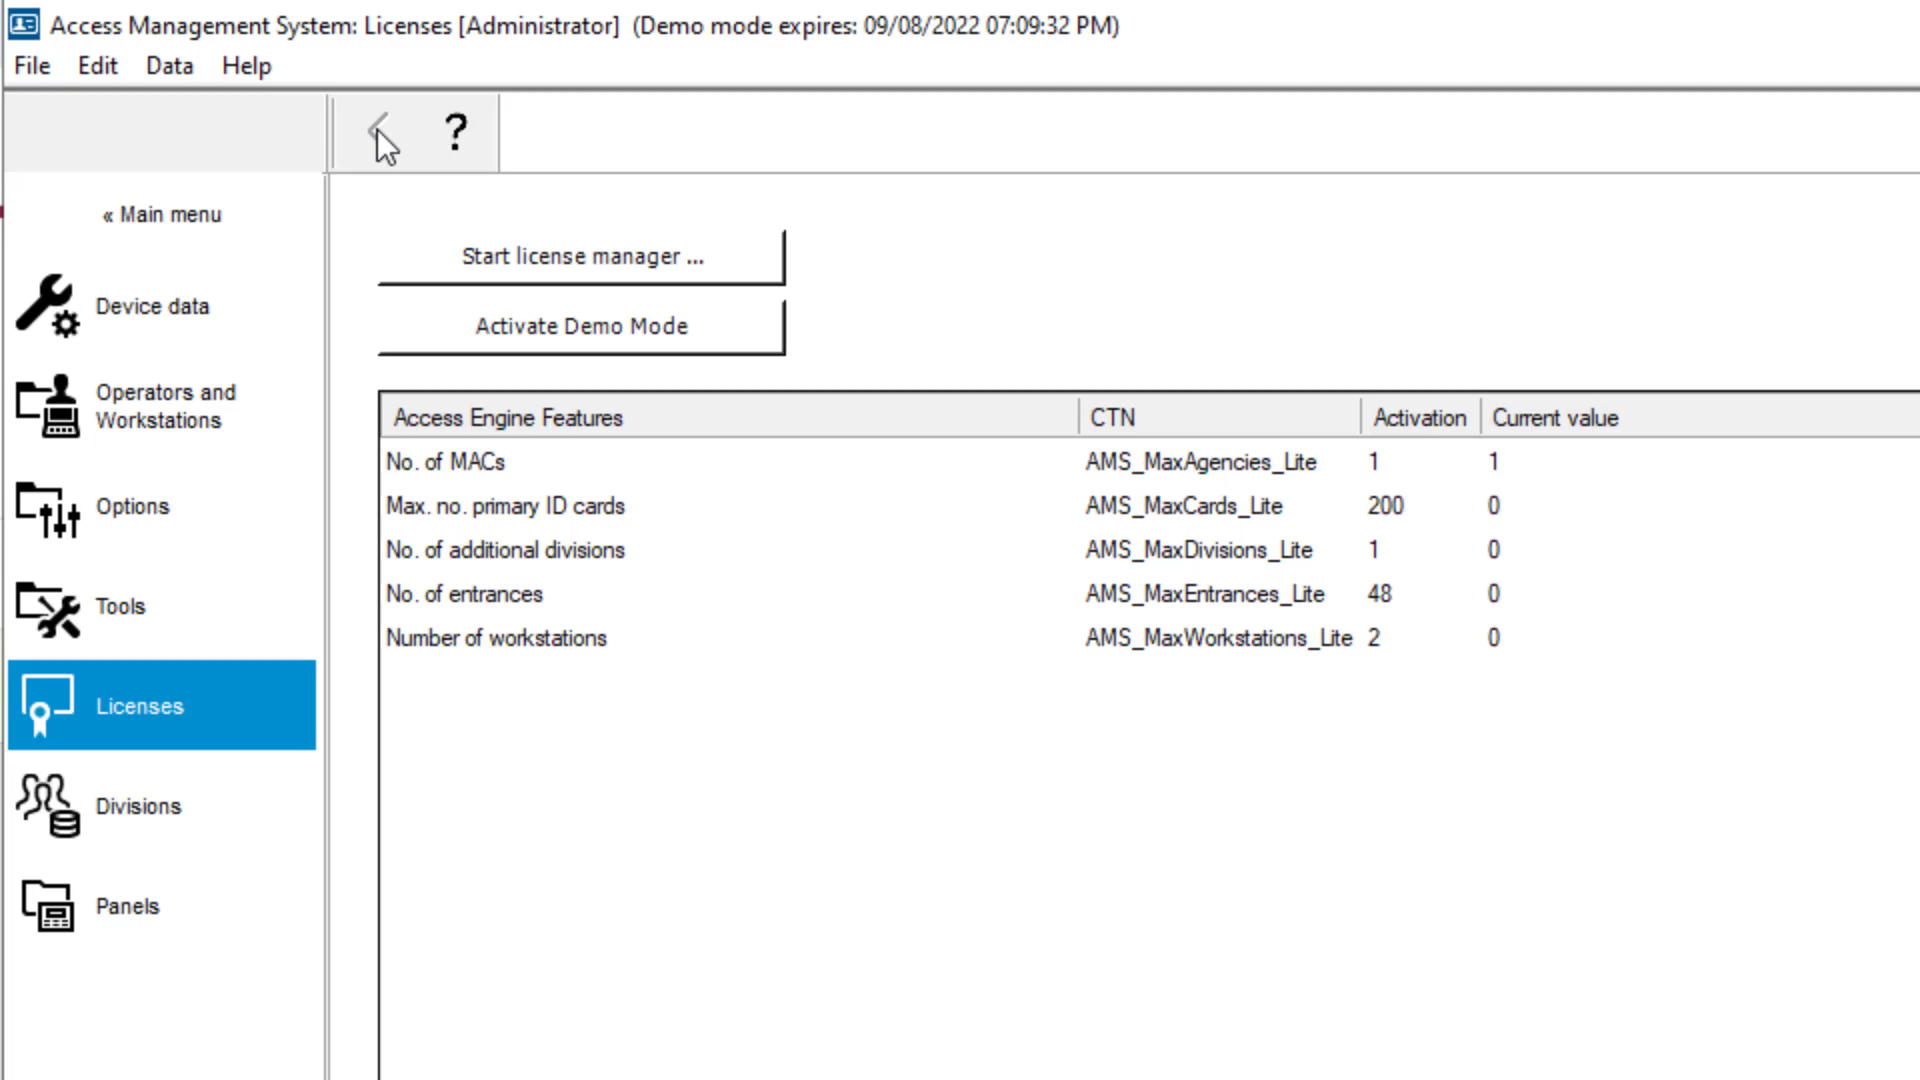 Access Management System: Licenses [Administrator] (Demo mode expires: 09/08/2022 07:09:32 PM)
File Edit Data Help
?
« Main menu
Device data
Operators and
Workstations
Options
Tools
Licenses
Divisions
Panels
Start license manager ...
Activate Demo Mode
Access Engine Features CTN Activation Current value
No. of MACs AMS_MaxAgencies_Lite 1 1
Max. no. primary ID cards AMS_MaxCards_Lite 200 0
No. of additional divisions AMS_MaxDivisions_Lite 1 0
No. of entrances AMS_MaxEntrances_Lite 48 0
Number of workstations AMS_MaxWorkstations_Lite 2 0